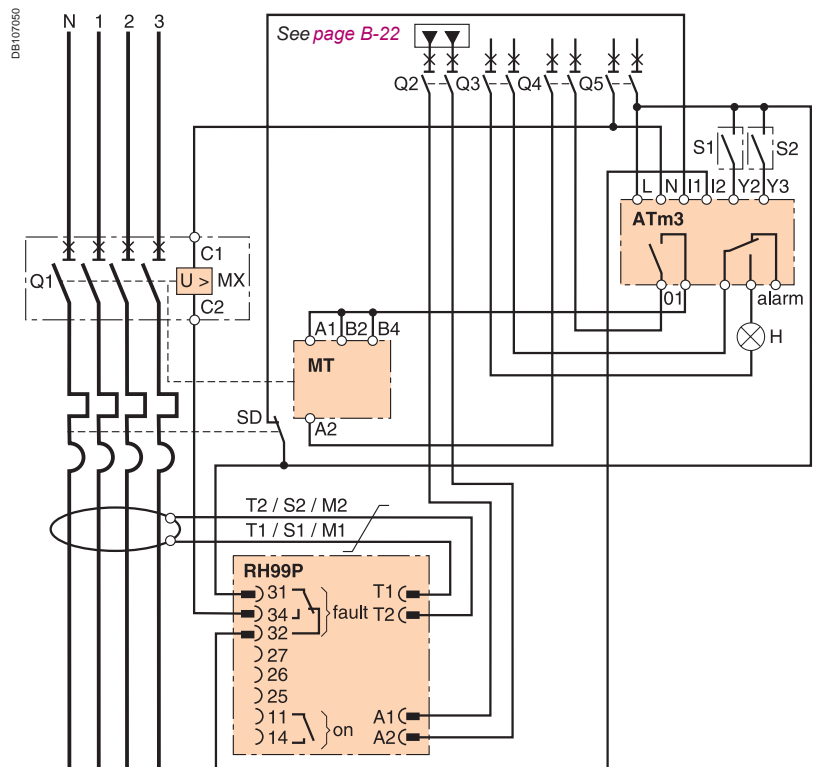 DB107050
N 1 2 3
See page B-22
Q2 Q3 Q4 Q5
S1 S2
L N I1 I2 Y2 Y3
ATm3
01 alarm
H
C1
Q1 U > MX
C2
A1 B2 B4
MT
A2
SD
T2 / S2 / M2
T1 / S1 / M1
RH99P
31 T1
34 fault T2
32
27
26
25
11 A1
14 on A2